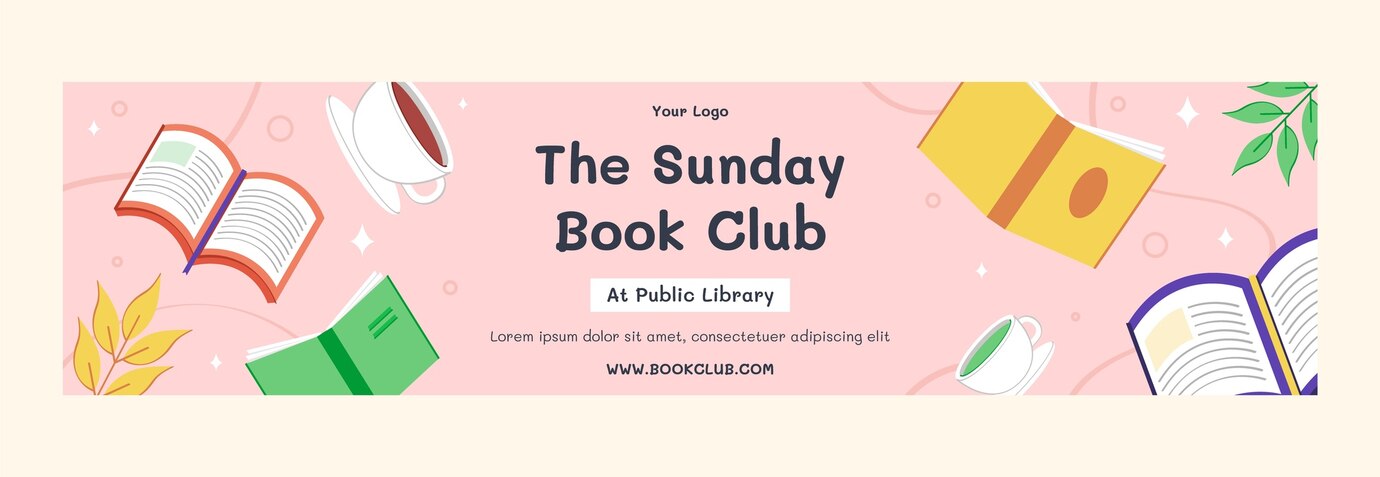 Your Logo
The Sunday
Book Club
At Public Library
Lorem ipsum dolor sit amet, consectetuer adipiscing elit
WWW.BOOKCLUB.COM